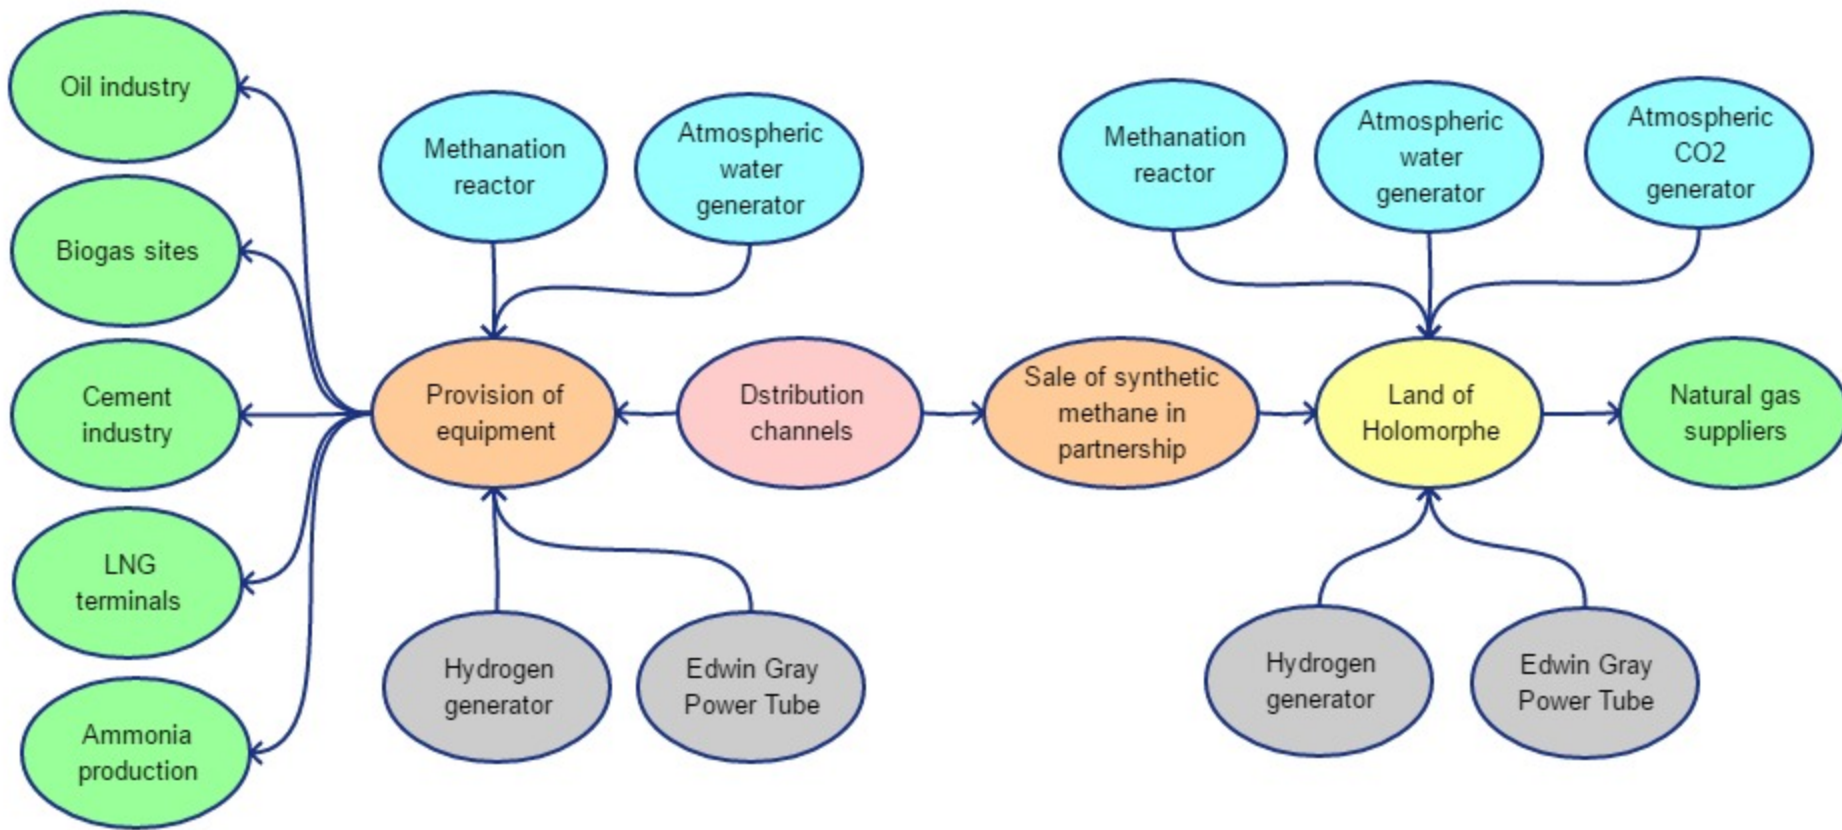 Oil industry
Biogas sites
Cement
industry
LNG
terminals
Ammonia
production
Methanation
reactor
Atmospheric
water
generator
Provision of
equipment
Dstribution
channels
Hydrogen
generator
Edwin Gray
Power Tube
Sale of synthetic
methane in
partnership
Methanation
reactor
Atmospheric
water
generator
Atmospheric
CO2
generator
Land of
Holomorphe
Natural gas
suppliers
Hydrogen
generator
Edwin Gray
Power Tube